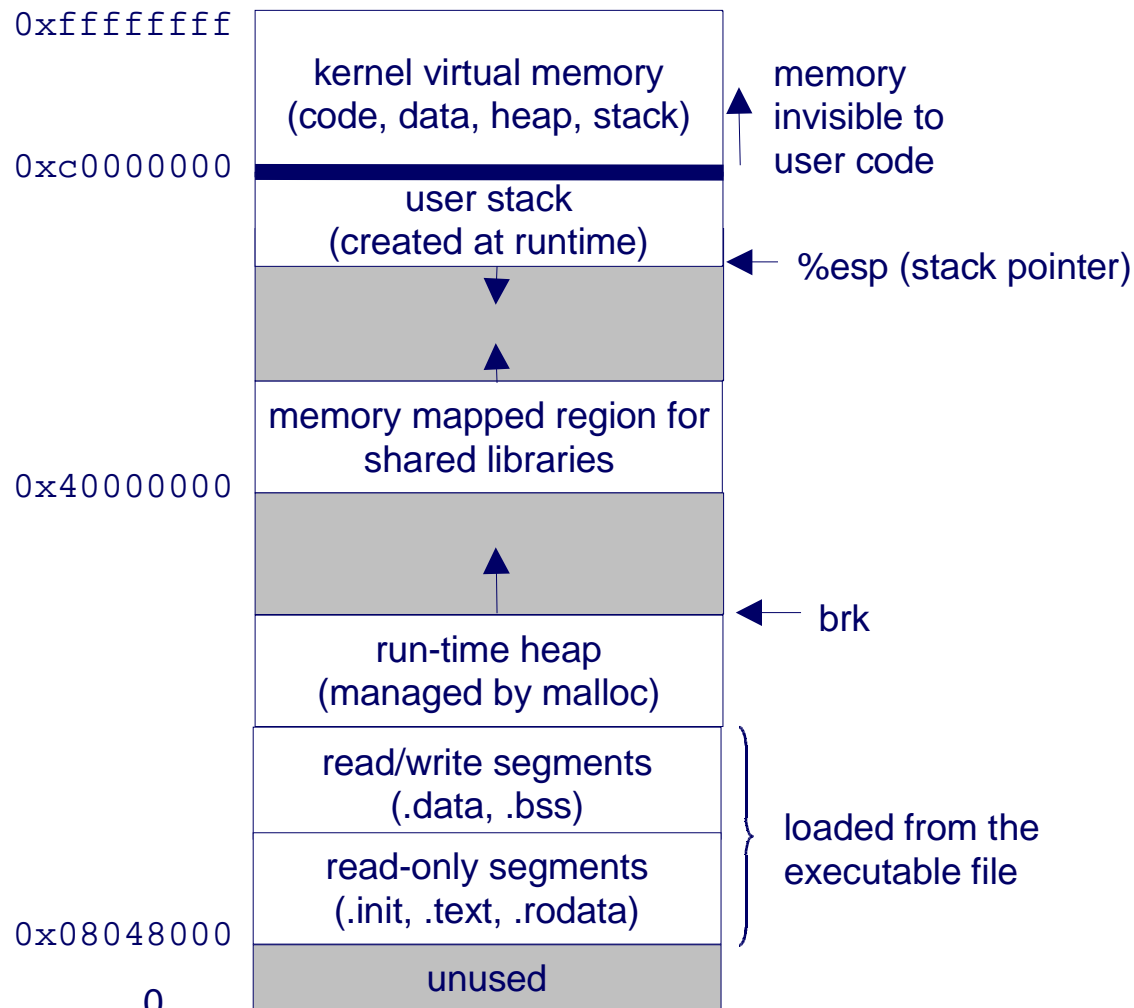 0xffffffff
kernel virtual memory
(code, data, heap, stack)
memory
invisible to
user code
0xc0000000
user stack
(created at runtime)
%esp (stack pointer)
memory mapped region for
shared libraries
0x40000000
brk
run-time heap
(managed by malloc)
read/write segments
(.data, .bss)
loaded from the
executable file
read-only segments
(.init, .text, .rodata)
0x08048000
unused
0